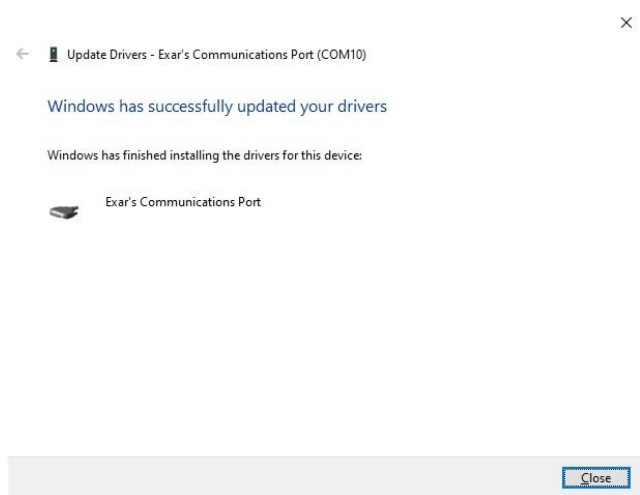 Update Drivers - Exar's Communications Port (COM10)
Windows has successfully updated your drivers
Windows has finished installing the drivers for this device:
Exar's Communications Port
Close